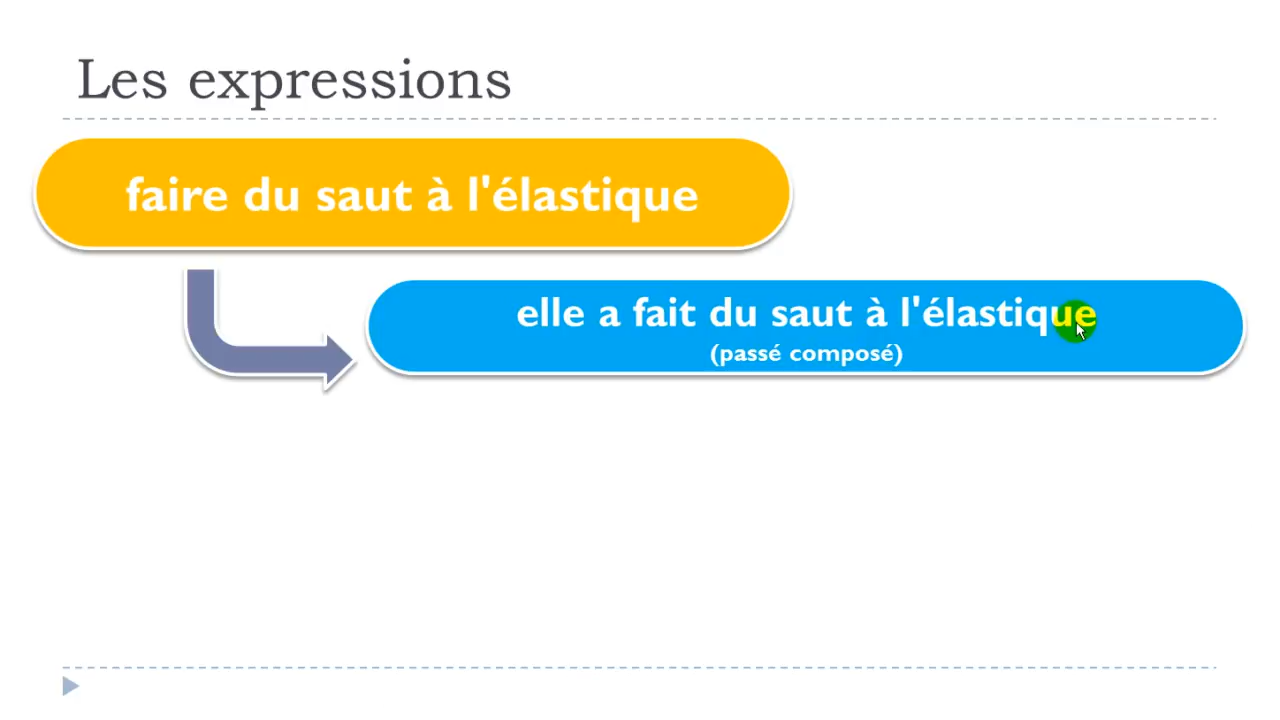 Les expressions
faire du saut à l'élastique
elle a fait du saut à l'élastique
(passé composé)